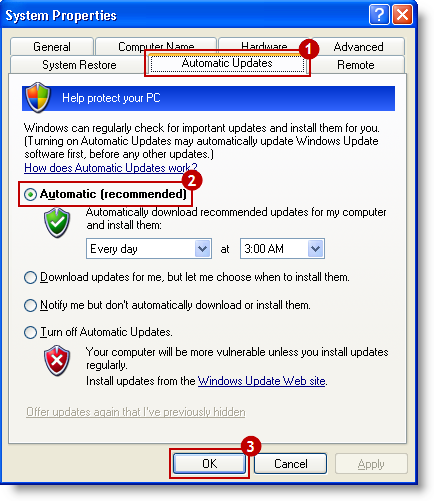 System Properties
General
Computer Name
Hardware
Advanced
1
System Restore
Automatic Updates
Remote
Help protect your PC
Windows can regularly check for important updates and install them for you.
(Turning on Automatic Updates may automatically update Windows Update
software first, before any other updates.)
How does Automatic Updates work?
2
Automatic (recommended)
Automatically download recommended updates for my computer
and install them:
Every day
at
3:00 AM
Download updates for me, but let me choose when to install them.
Notify me but don't automatically download or install them.
Turn off Automatic Updates.
Your computer will be more vulnerable unless you install updates
regularly.
Install updates from the Windows Update Web site.
Offer updates again that I've previously hidden
3
OK
Cancel
Apply